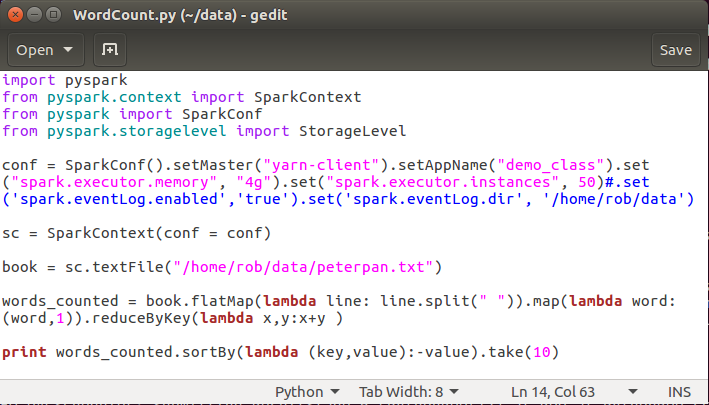 WordCount.py (~/data) - gedit
Open
Save
import pyspark
from pyspark.context import SparkContext
from pyspark import SparkConf
from pyspark.storagelevel import StorageLevel
conf = SparkConf().setMaster("yarn-client").setAppName("demo_class").set
("spark.executor.memory", "4g").set("spark.executor.instances", 50)#.set
('spark.eventLog.enabled','true').set('spark.eventLog.dir', '/home/rob/data')
sc = SparkContext(conf = conf)
book = sc.textFile("/home/rob/data/peterpan.txt")
words_counted = book.flatMap(lambda line: line.split(" ")).map(lambda word:
(word,1)).reduceByKey(lambda x,y:x+y )
print words_counted.sortBy(lambda (key,value):-value).take(10)
Python Tab Width: 8 Ln 14, Col 63 INS